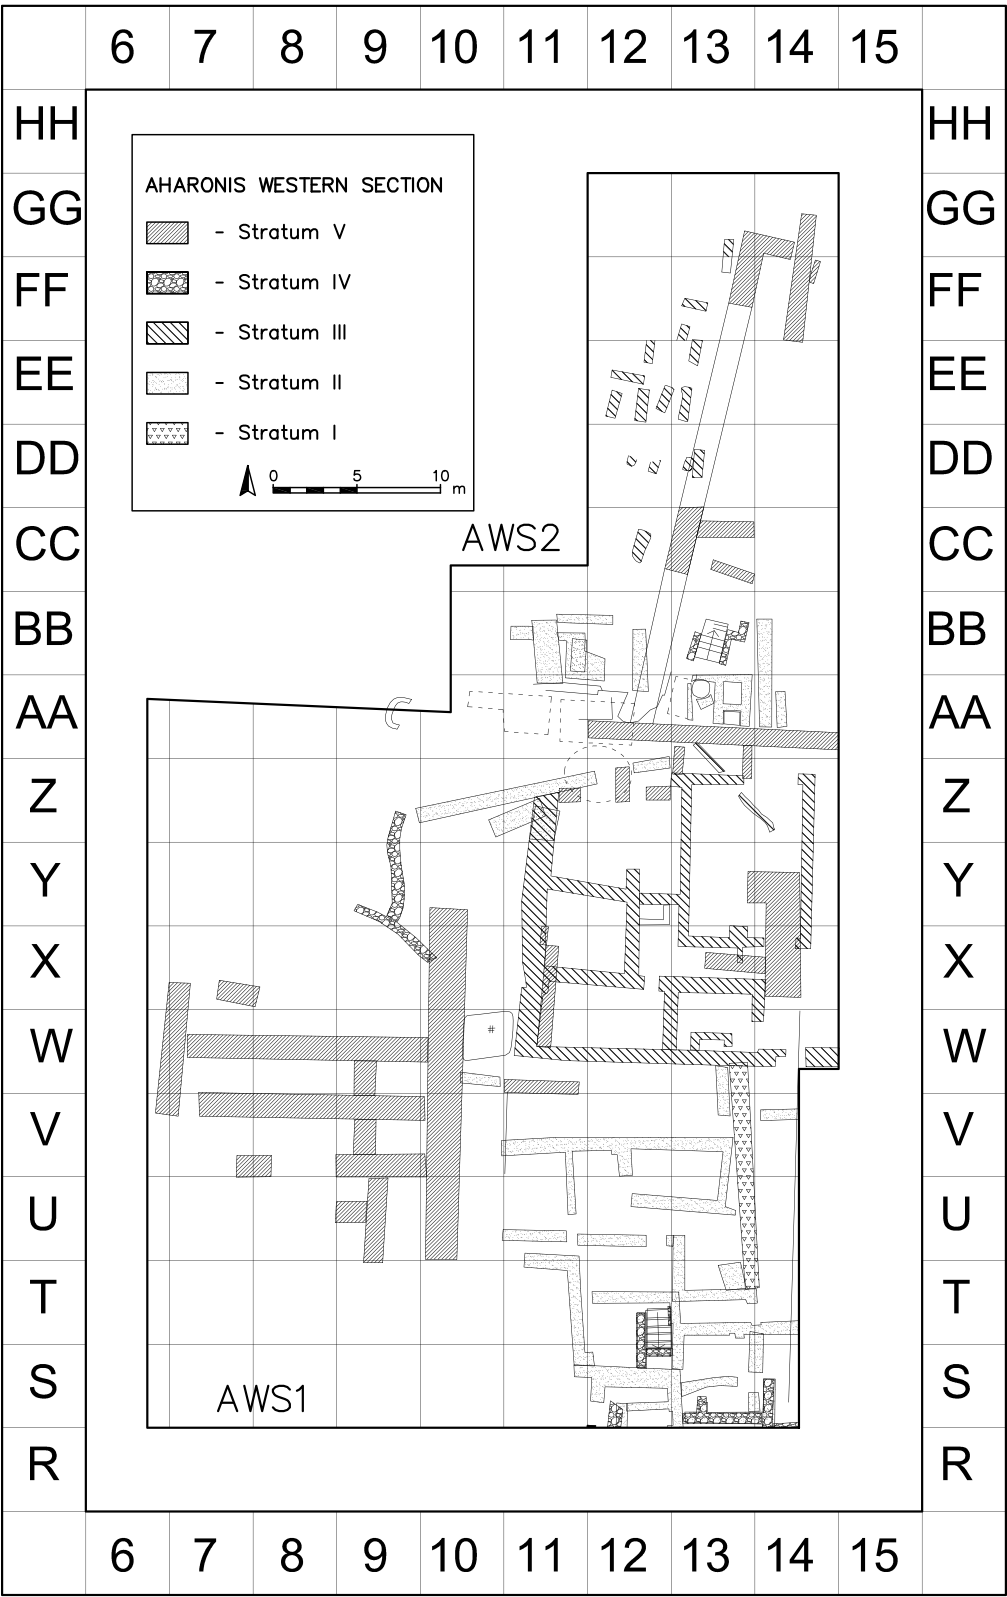 6 7 8 9 10 11 12 13 14 15
HH HH
GG GG
AHARONIS WESTERN SECTION
- Stratum V
FF - Stratum IV FF
- Stratum III
EE - Stratum II EE
- Stratum I
DD DD
0 5 10 m
CC AWS2 CC
BB BB
AA AA
Z Z
Y Y
X X
W # W
V V
U U
T T
S AWS1 S
R R
6 7 8 9 10 11 12 13 14 15